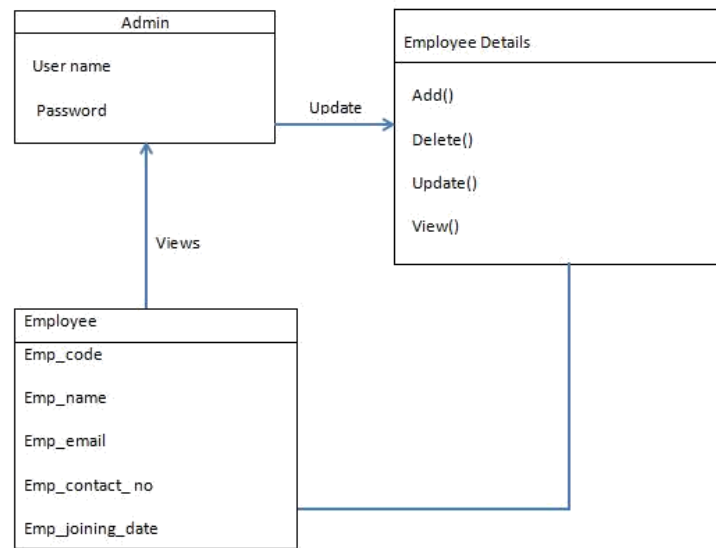 Admin
User name
Password
Update
Employee Details
Add()
Delete()
Update()
View()
Views
Employee
Emp_code
Emp_name
Emp_email
Emp_contact_ no
Emp_joining_date